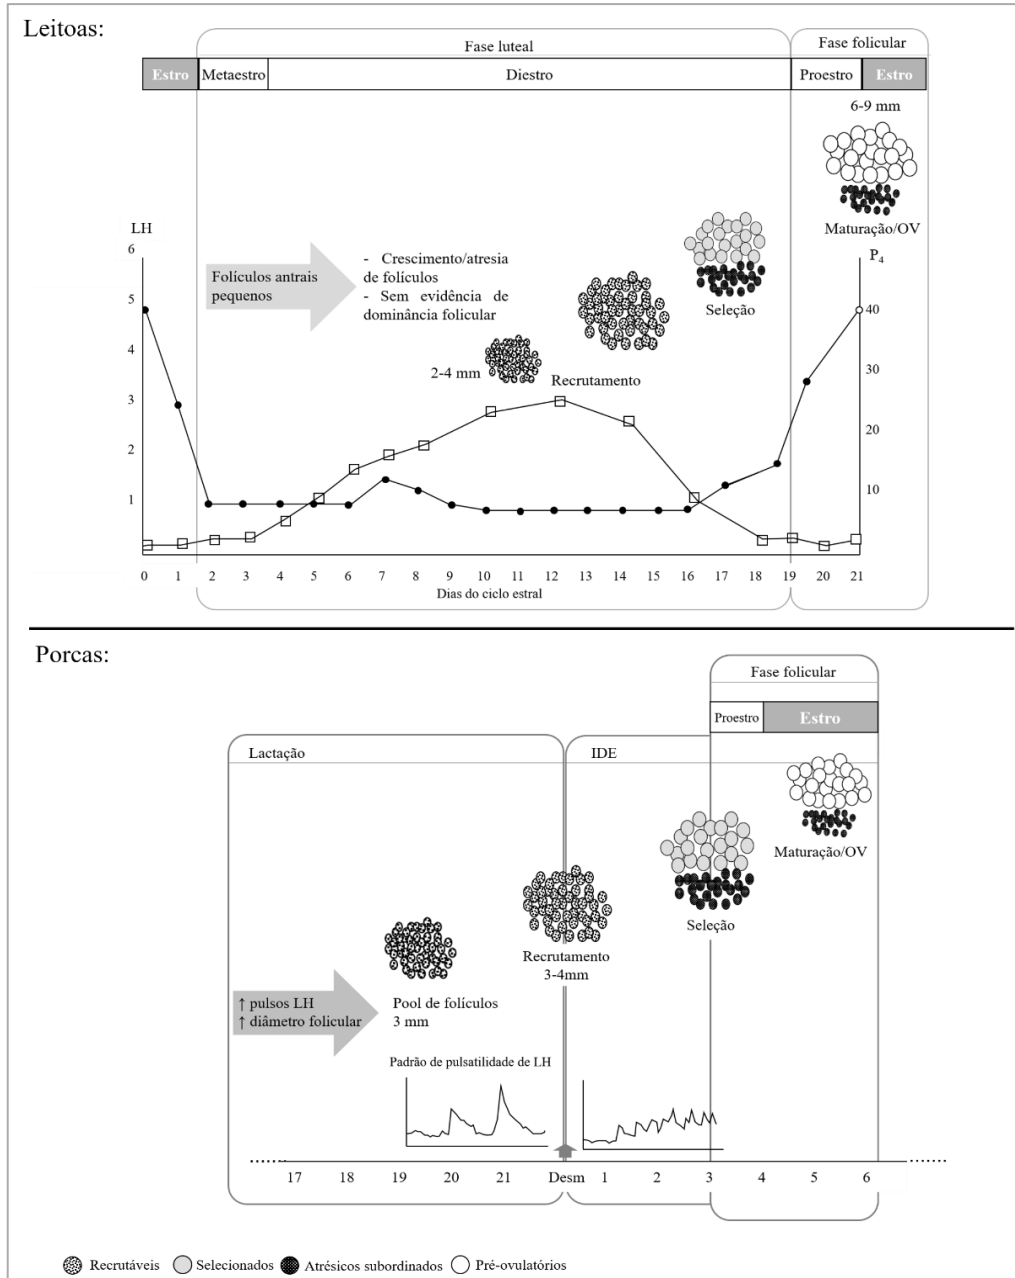 Leitoas:
Fase luteal
Fase folicular
Estro
Metaestro
Diestro
Proestro
Estro
6-9 mm
Maturação/OV
LH
P4
6
5
4
3
2
1
40
30
20
10
Folículos antrais
pequenos
- Crescimento/atresia
de folículos
- Sem evidência de
dominância folicular
2-4 mm
Recrutamento
Seleção
0 1 2 3 4 5 6 7 8 9 10 11 12 13 14 15 16 17 18 19 20 21
Dias do ciclo estral
Porcas:
Fase folicular
Proestro
Estro
Lactação
IDE
Maturação/OV
Seleção
Recrutamento
3-4mm
↑ pulsos LH
↑ diâmetro folicular
Pool de folículos
3 mm
Padrão de pulsatilidade de LH
17 18 19 20 21 Desm 1 2 3 4 5 6
Recrutáveis Selecionados Atrésicos subordinados Pré-ovulatórios